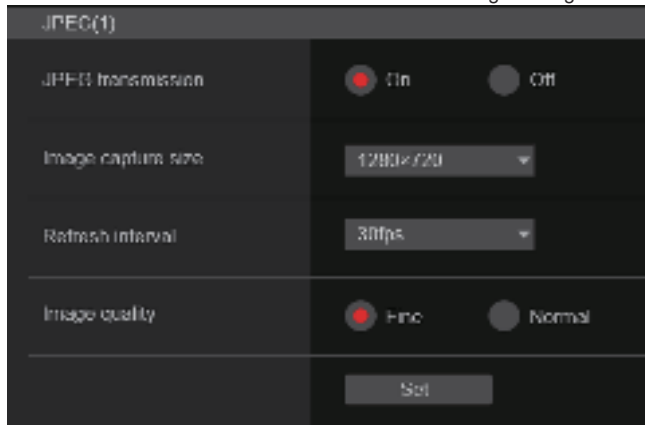 JPEG(1)
JPEG transmission On Off
Image capture size 1280×720
Refresh interval 30fps
Image quality Fine Normal
Set